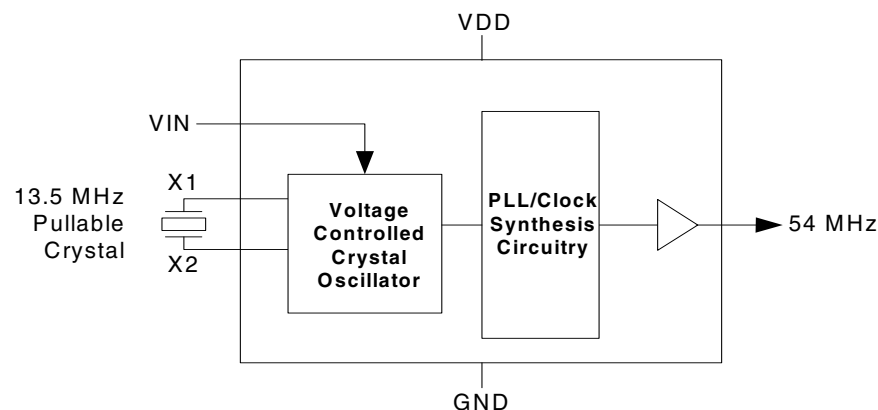 VDD
VIN
13.5 MHz
Pullable
Crystal
X1
X2
Voltage
Controlled
Crystal
Oscillator
PLL/Clock
Synthesis
Circuitry
54 MHz
GND